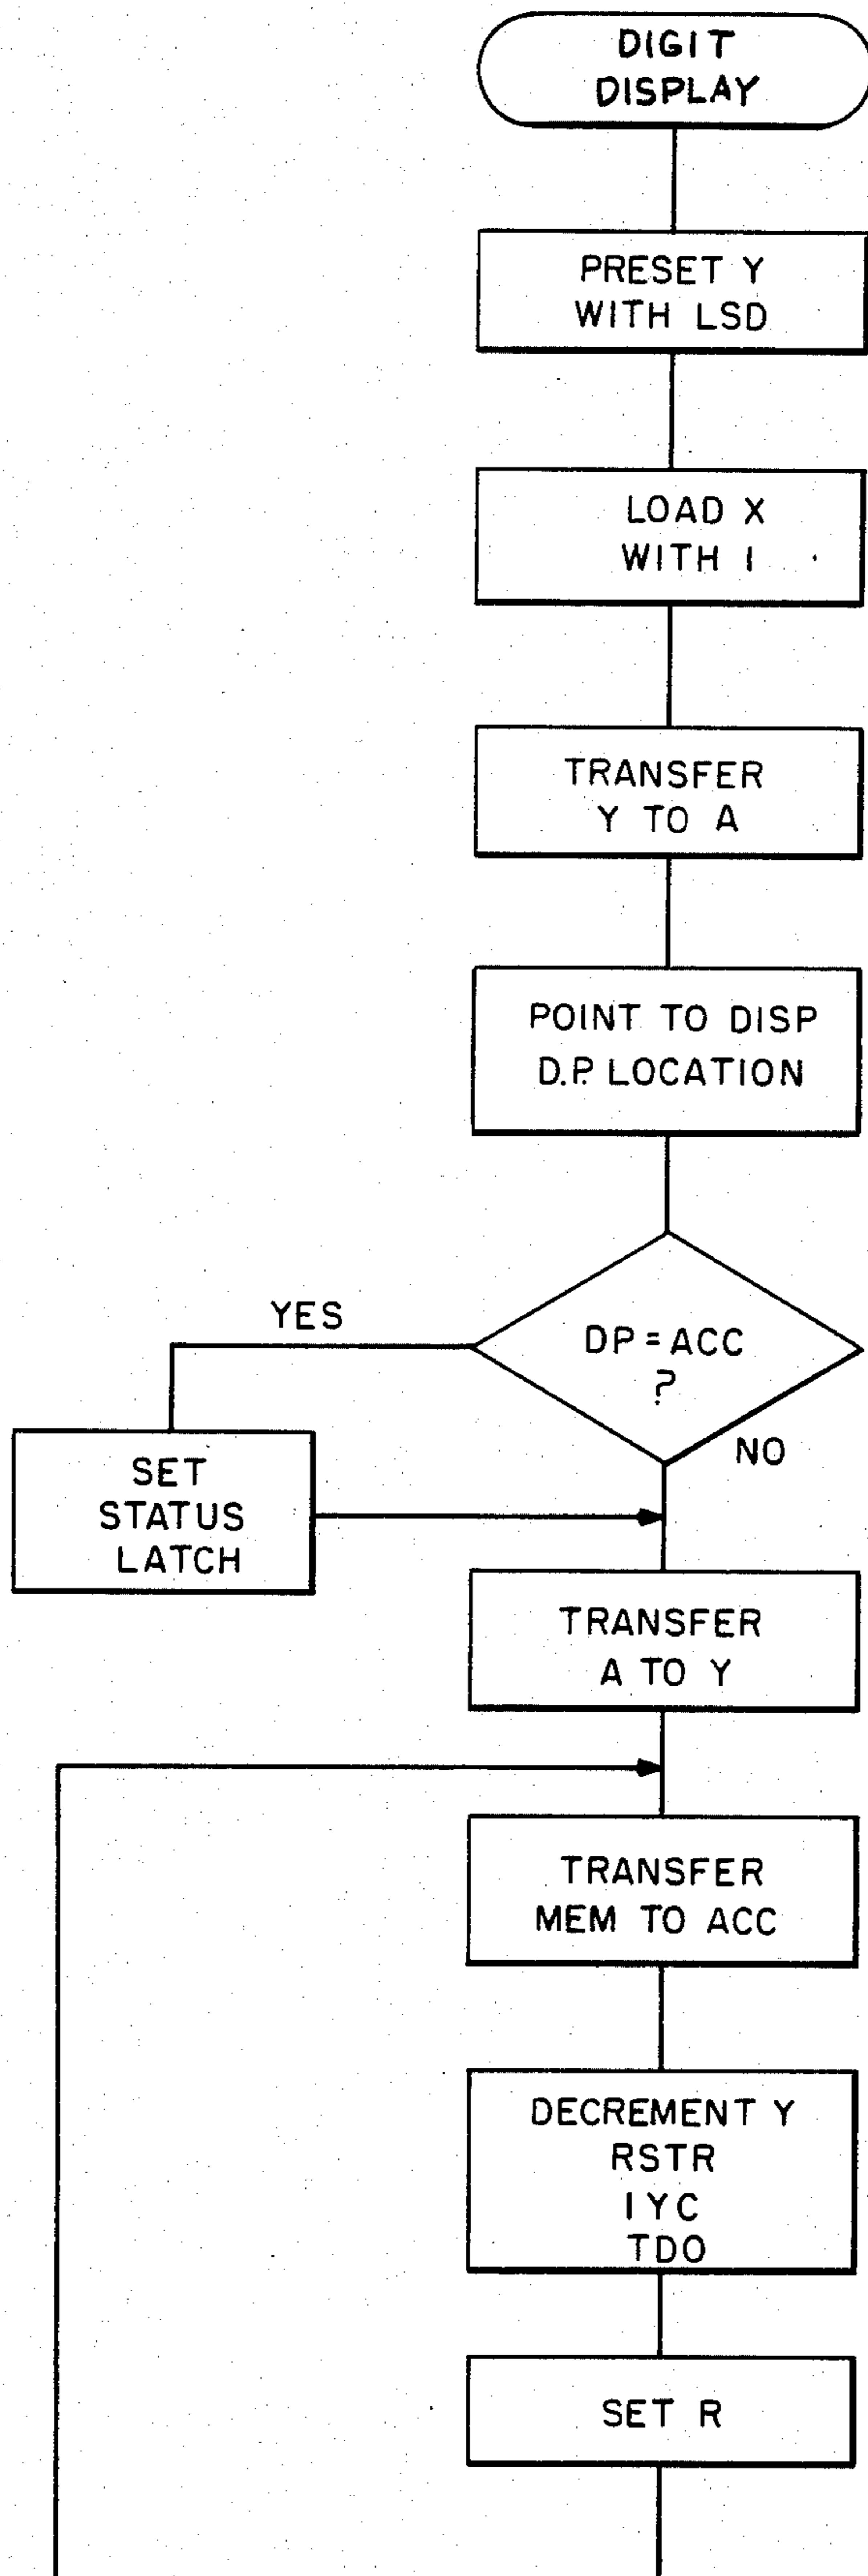 DIGIT
DISPLAY
PRESET Y
WITH LSD
LOAD X
WITH 1
TRANSFER
Y TO A
POINT TO DISP
D.P. LOCATION
DP = ACC
?
YES
NO
SET
STATUS
LATCH
TRANSFER
A TO Y
TRANSFER
MEM TO ACC
DECREMENT Y
RSTR
IYC
TDO
SET R